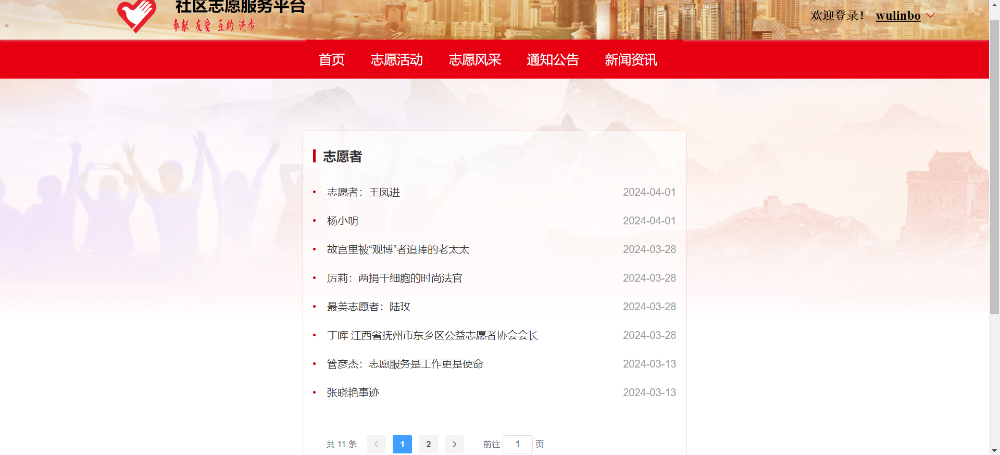 社区志愿服务平台
奉献 友爱 互助 进步
欢迎登录！ wulinbo
首页 志愿活动 志愿风采 通知公告 新闻资讯
志愿者
志愿者：王凤进 2024-04-01
杨小明 2024-04-01
故宫里被“观博”者追捧的老太太 2024-03-28
厉莉：两捐干细胞的时尚法官 2024-03-28
最美志愿者：陆玫 2024-03-28
丁晖 江西省抚州市东乡区公益志愿者协会会长 2024-03-28
管彦杰：志愿服务是工作更是使命 2024-03-13
张晓艳事迹 2024-03-13
共 11 条 1 2 前往 1 页